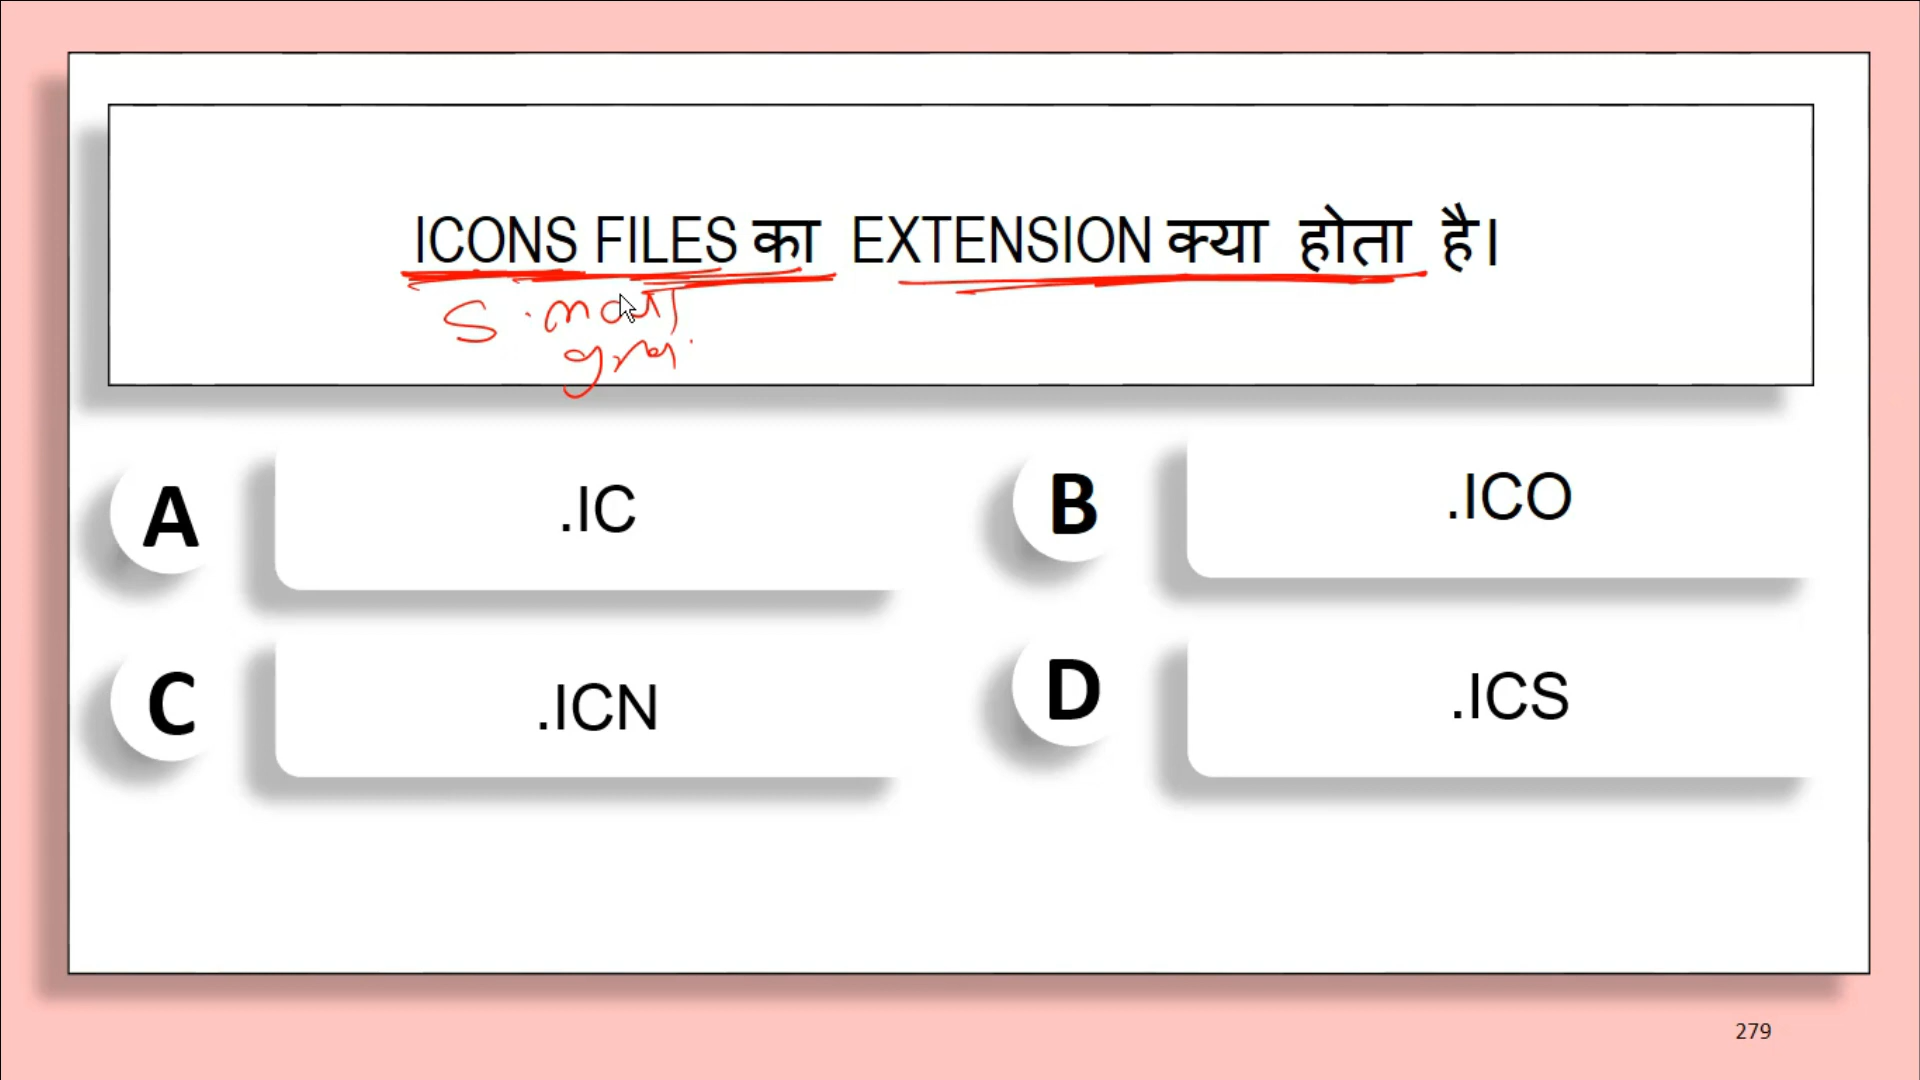 ICONS FILES का EXTENSION क्या होता है।
A
.IC
B
.ICO
C
.ICN
D
.ICS
279